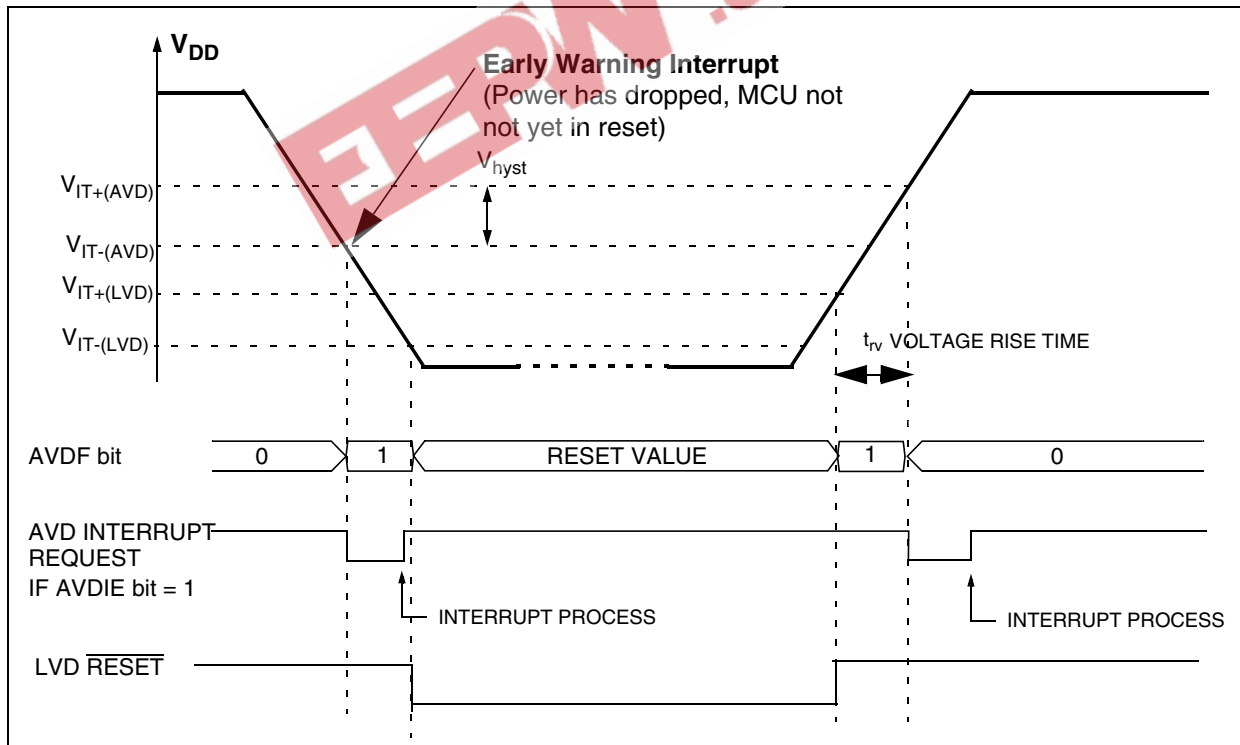 EEPW.
VDD
Early Warning Interrupt
(Power has dropped, MCU not
not yet in reset)
Vhyst
VIT+(AVD)
VIT-(AVD)
VIT+(LVD)
VIT-(LVD)
trv VOLTAGE RISE TIME
AVDF bit
0
1
RESET VALUE
1
0
AVD INTERRUPT
REQUEST
IF AVDIE bit = 1
INTERRUPT PROCESS
INTERRUPT PROCESS
LVD RESET